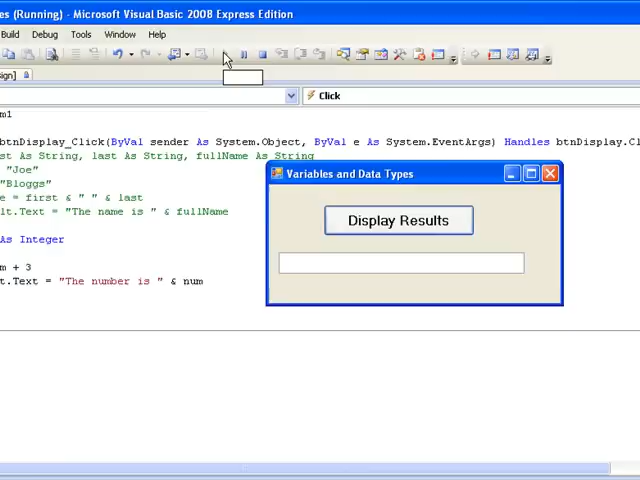 es (Running) - Microsoft Visual Basic 2008 Express Edition
Build Debug Tools Window Help
sign]
Click
m1
btnDisplay_Click(ByVal sender As System.Object, ByVal e As System.EventArgs) Handles btnDisplay.Cl
st As String, last As String, fullName As String
"Joe"
"Bloggs"
e = first & " " & last
lt.Text = "The name is " & fullName
As Integer
m + 3
t.Text = "The number is " & num
Variables and Data Types
Display Results